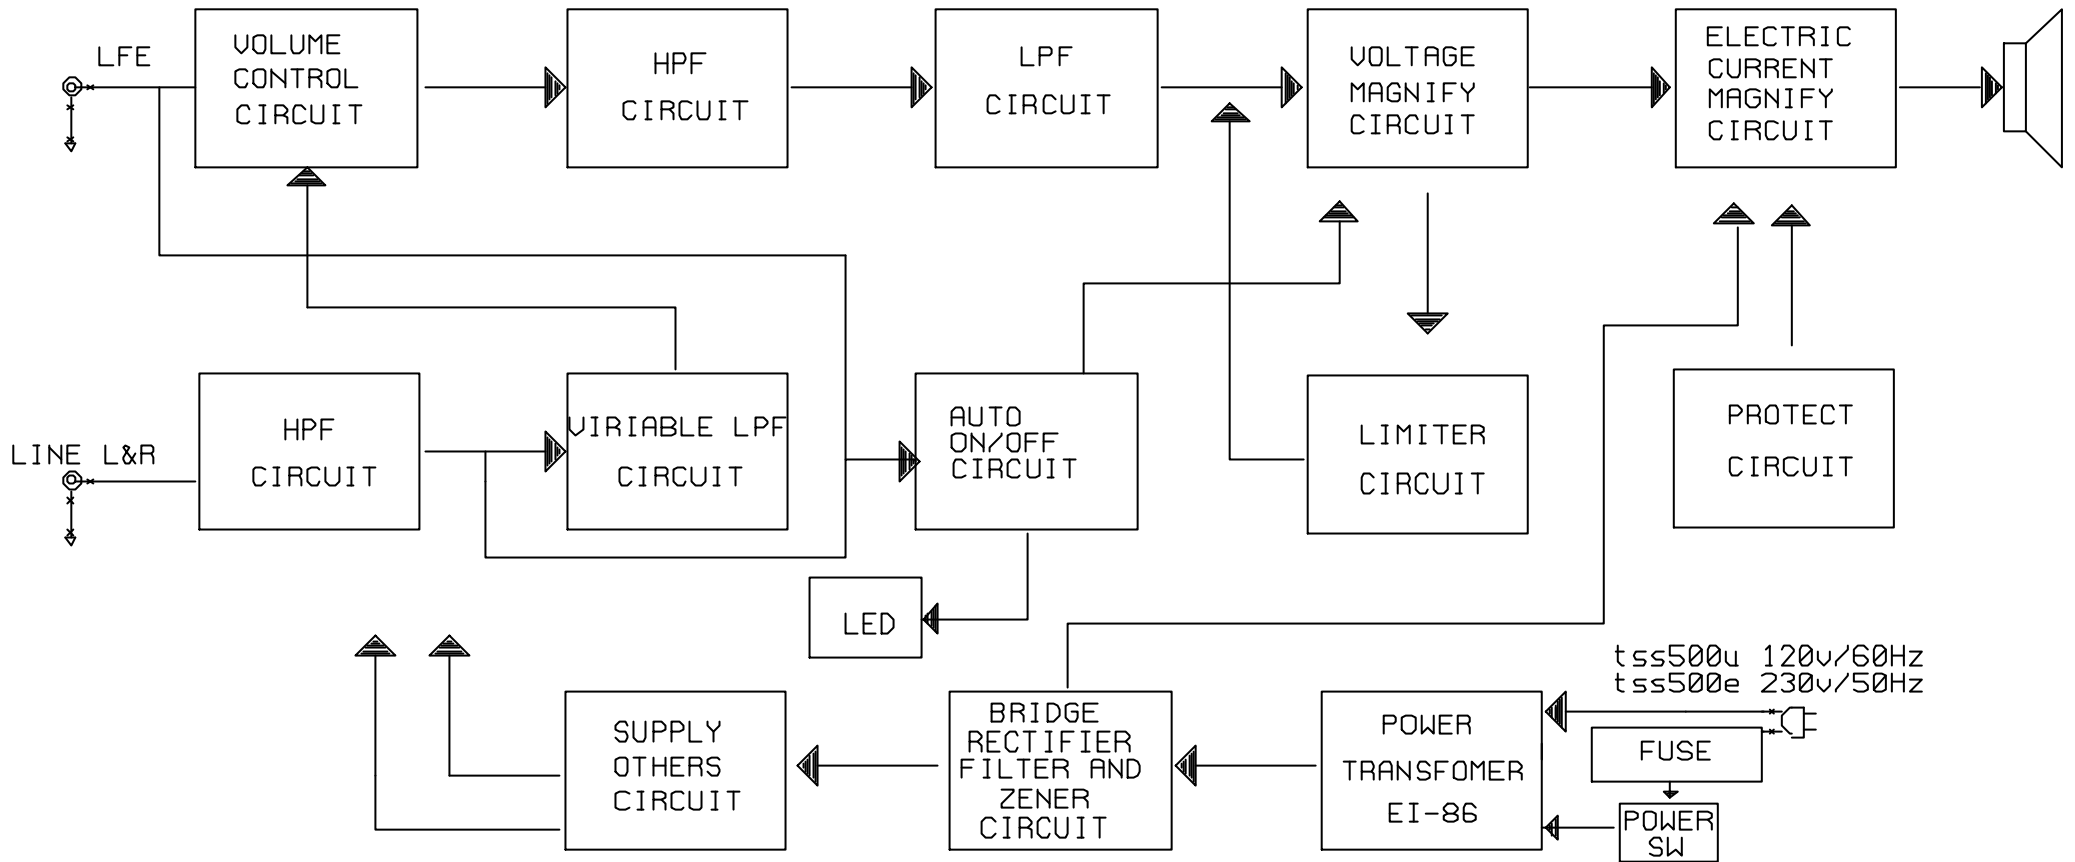 LFE
VOLUME
CONTROL
CIRCUIT
HPF
CIRCUIT
LPF
CIRCUIT
VOLTAGE
MAGNIFY
CIRCUIT
ELECTRIC
CURRENT
MAGNIFY
CIRCUIT
LINE L&R
HPF
CIRCUIT
VIRIABLE LPF
CIRCUIT
AUTO
ON/OFF
CIRCUIT
LIMITER
CIRCUIT
PROTECT
CIRCUIT
LED
tss500u 120v/60Hz
tss500e 230v/50Hz
SUPPLY
OTHERS
CIRCUIT
BRIDGE
RECTIFIER
FILTER AND
ZENER
CIRCUIT
POWER
TRANSFOMER
EI-86
FUSE
POWER
SW